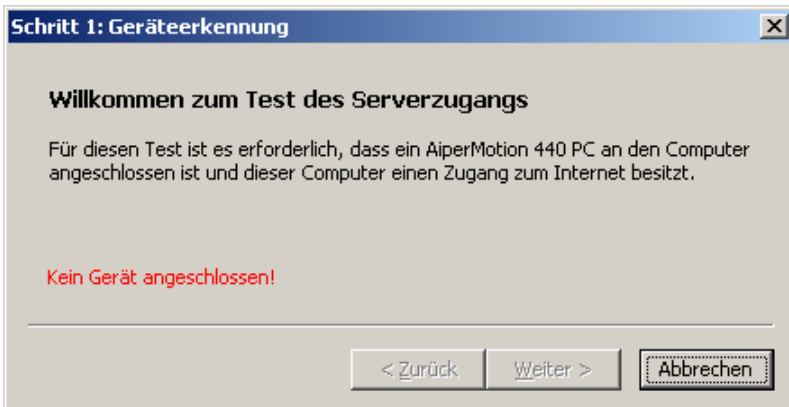 Schritt 1: Geräteerkennung
Willkommen zum Test des Serverzugangs
Für diesen Test ist es erforderlich, dass ein AiperMotion 440 PC an den Computer
angeschlossen ist und dieser Computer einen Zugang zum Internet besitzt.
Kein Gerät angeschlossen!
< Zurück Weiter > Abbrechen